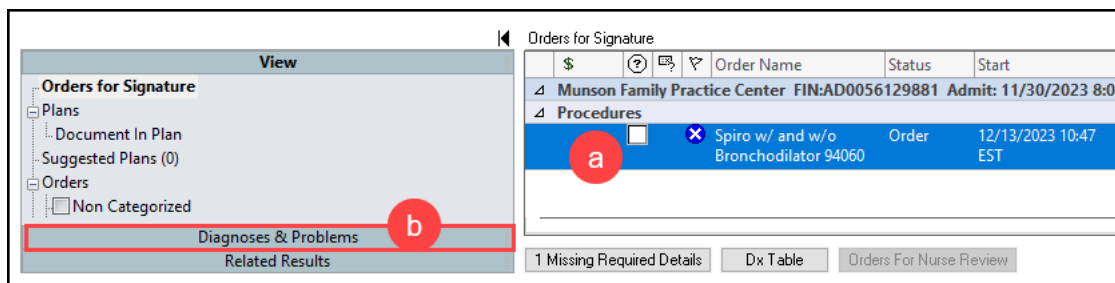 Orders for Signature
View
Orders for Signature
Plans
Document In Plan
Suggested Plans (0)
Orders
Non Categorized
b
Diagnoses & Problems
Related Results
$ Order Name Status Start
Munson Family Practice Center FIN:AD0056129881 Admit: 11/30/2023 8:0
Procedures
a
Spiro w/ and w/o Order 12/13/2023 10:47
Bronchodilator 94060 EST
1 Missing Required Details Dx Table Orders For Nurse Review